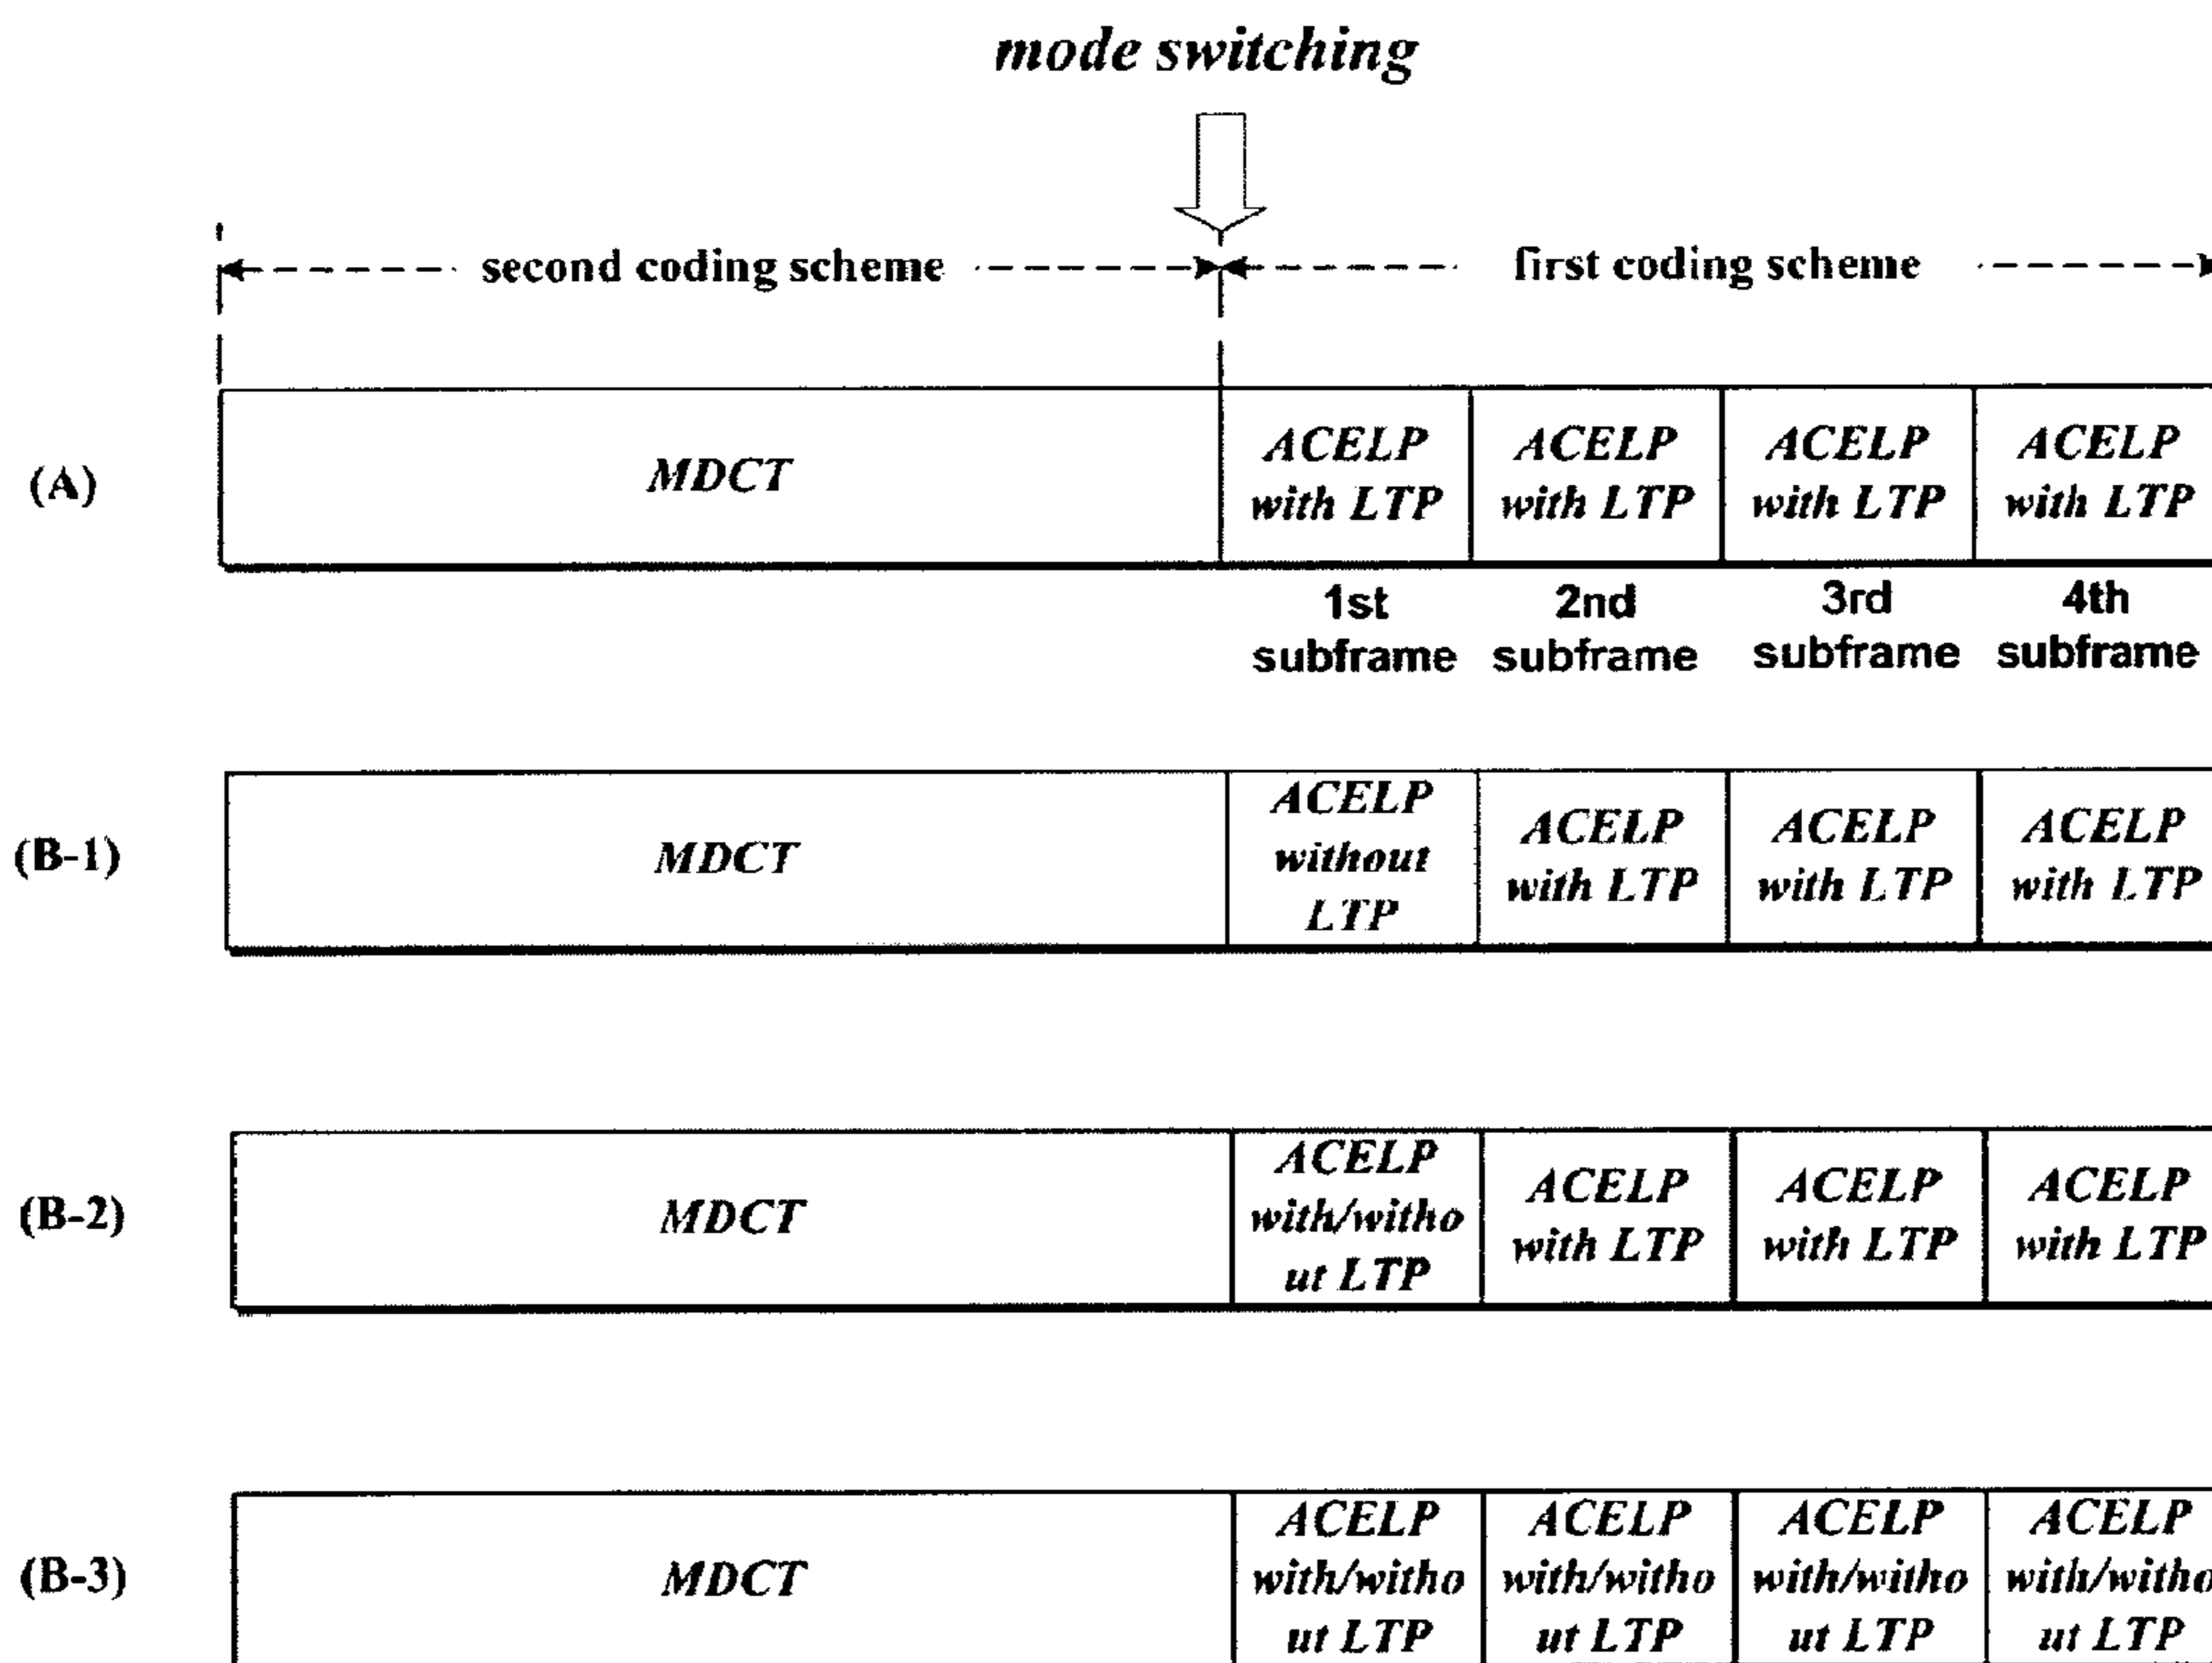 mode switching
second coding scheme
first coding scheme
(A)
MDCT
ACELP
with LTP
ACELP
with LTP
ACELP
with LTP
ACELP
with LTP
1st
subframe
2nd
subframe
3rd
subframe
4th
subframe
(B-1)
MDCT
ACELP
without
LTP
ACELP
with LTP
ACELP
with LTP
ACELP
with LTP
(B-2)
MDCT
ACELP
with/witho
ut LTP
ACELP
with LTP
ACELP
with LTP
ACELP
with LTP
(B-3)
MDCT
ACELP
with/witho
ut LTP
ACELP
with/witho
ut LTP
ACELP
with/witho
ut LTP
ACELP
with/witho
ut LTP